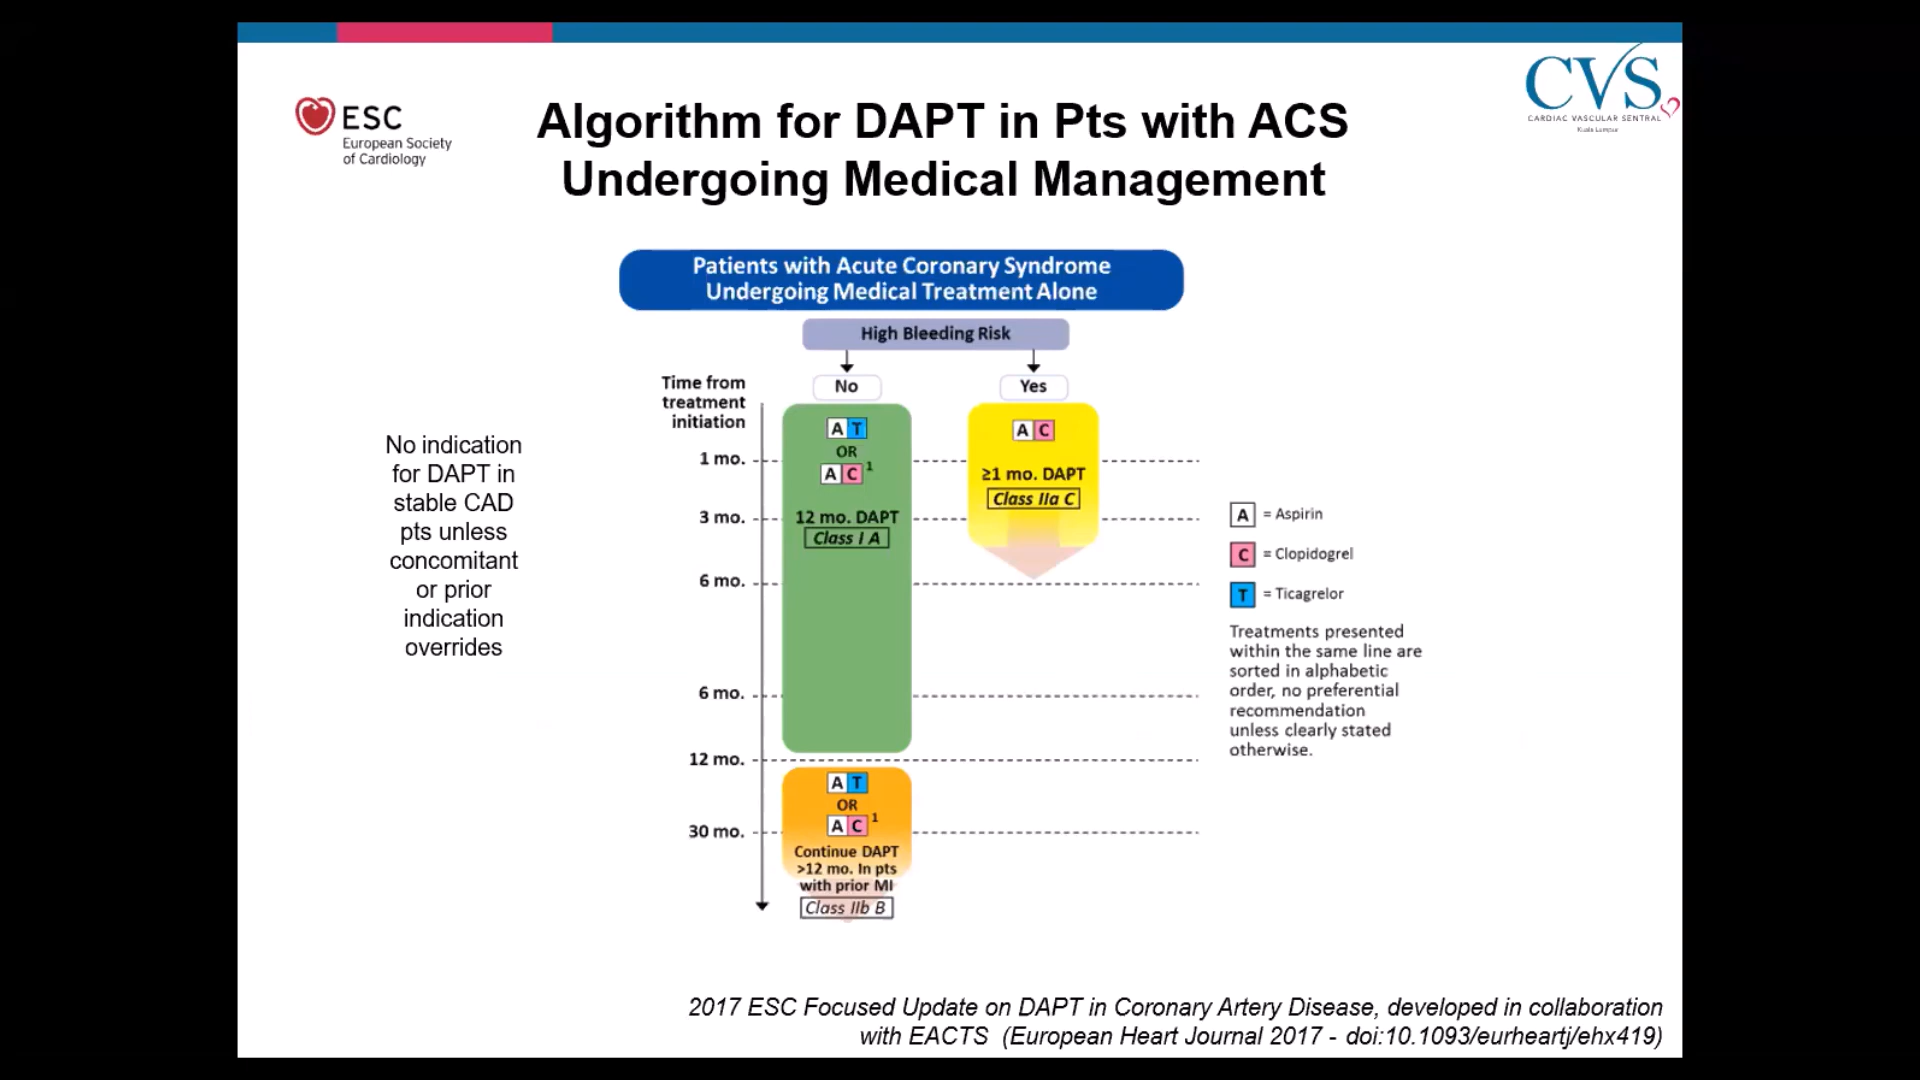 ESC
European Society
of Cardiology
Algorithm for DAPT in Pts with ACS
Undergoing Medical Management
CVS
CARDIAC VASCULAR SENTRAL
Kuala Lumpur
Patients with Acute Coronary Syndrome
Undergoing Medical Treatment Alone
High Bleeding Risk
No
Yes
Time from
treatment
initiation
1 mo.
3 mo.
6 mo.
6 mo.
12 mo.
30 mo.
A T
OR
A C 1
12 mo. DAPT
Class I A
A C
≥1 mo. DAPT
Class IIa C
A T
OR
A C 1
Continue DAPT
>12 mo. In pts
with prior MI
Class IIb B
No indication
for DAPT in
stable CAD
pts unless
concomitant
or prior
indication
overrides
A = Aspirin
C = Clopidogrel
T = Ticagrelor
Treatments presented
within the same line are
sorted in alphabetic
order, no preferential
recommendation
unless clearly stated
otherwise.
2017 ESC Focused Update on DAPT in Coronary Artery Disease, developed in collaboration
with EACTS (European Heart Journal 2017 - doi:10.1093/eurheartj/ehx419)